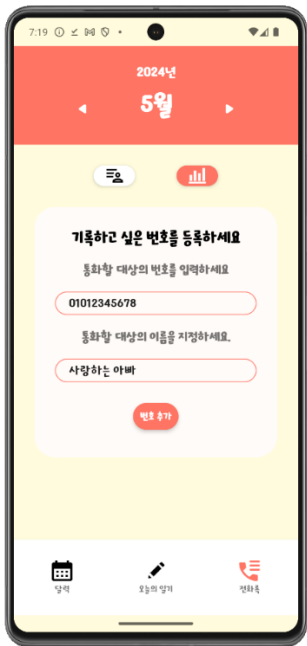 7:19
2024년
5월
기록하고 싶은 번호를 등록하세요
통화할 대상의 번호를 입력하세요
01012345678
통화할 대상의 이름을 지정하세요.
사랑하는 아빠
번호 추가
달력
오늘의 일기
전화록